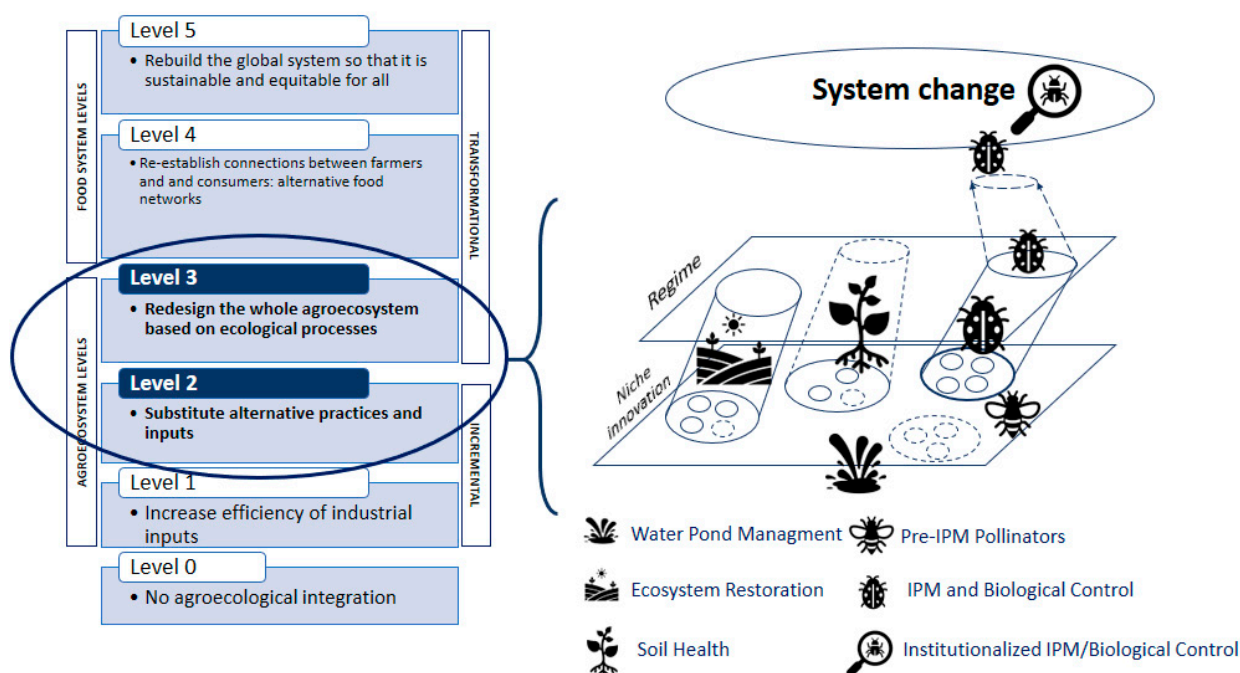 Level 5
• Rebuild the global system so that it is
sustainable and equitable for all
Level 4
• Re-establish connections between farmers
and and consumers: alternative food
networks
Level 3
• Redesign the whole agroecosystem
based on ecological processes
Level 2
• Substitute alternative practices and
inputs
Level 1
• Increase efficiency of industrial
inputs
Level 0
• No agroecological integration
FOOD SYSTEM LEVELS
AGROECOSYSTEM LEVELS
TRANSFORMATIONAL
INCREMENTAL
System change
Regime
Niche
innovation
Water Pond Managment
Pre-IPM Pollinators
Ecosystem Restoration
IPM and Biological Control
Soil Health
Institutionalized IPM/Biological Control